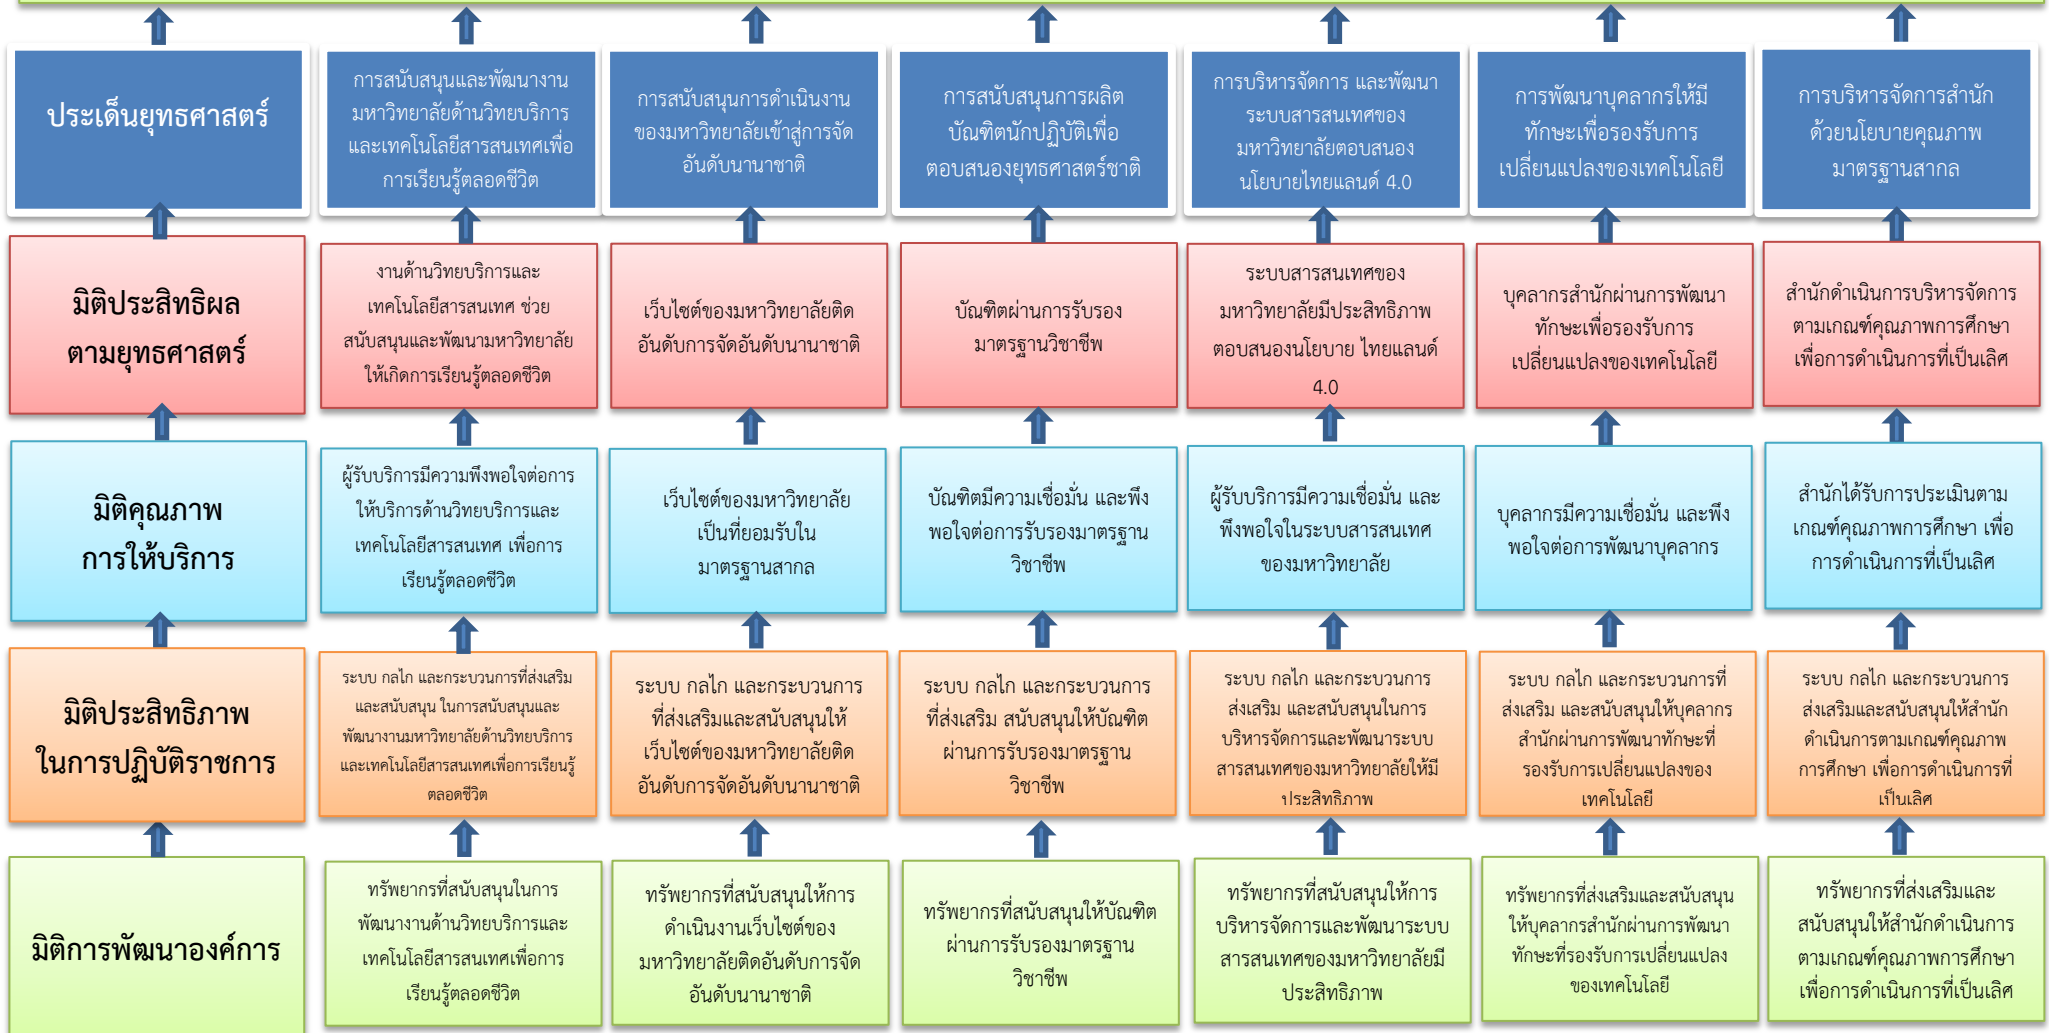 ประเด็นยุทธศาสตร์
การสนับสนุนและพัฒนางาน
มหาวิทยาลัยด้านวิทยบริการ
และเทคโนโลยีสารสนเทศเพื่อ
การเรียนรู้ตลอดชีวิต
การสนับสนุนการดำเนินงาน
ของมหาวิทยาลัยเข้าสู่การจัด
อันดับนานาชาติ
การสนับสนุนการผลิต
บัณฑิตนักปฏิบัติเพื่อ
ตอบสนองยุทธศาสตร์ชาติ
การบริหารจัดการ และพัฒนา
ระบบสารสนเทศของ
มหาวิทยาลัยตอบสนอง
นโยบายไทยแลนด์ 4.0
การพัฒนาบุคลากรให้มี
ทักษะเพื่อรองรับการ
เปลี่ยนแปลงของเทคโนโลยี
การบริหารจัดการสำนัก
ด้วยนโยบายคุณภาพ
มาตรฐานสากล
มิติประสิทธิผล
ตามยุทธศาสตร์
งานด้านวิทยบริการและ
เทคโนโลยีสารสนเทศ ช่วย
สนับสนุนและพัฒนามหาวิทยาลัย
ให้เกิดการเรียนรู้ตลอดชีวิต
เว็บไซต์ของมหาวิทยาลัยติด
อันดับการจัดอันดับนานาชาติ
บัณฑิตผ่านการรับรอง
มาตรฐานวิชาชีพ
ระบบสารสนเทศของ
มหาวิทยาลัยมีประสิทธิภาพ
ตอบสนองนโยบาย ไทยแลนด์
4.0
บุคลากรสำนักผ่านการพัฒนา
ทักษะเพื่อรองรับการ
เปลี่ยนแปลงของเทคโนโลยี
สำนักดำเนินการบริหารจัดการ
ตามเกณฑ์คุณภาพการศึกษา
เพื่อการดำเนินการที่เป็นเลิศ
มิติคุณภาพ
การให้บริการ
ผู้รับบริการมีความพึงพอใจต่อการ
ให้บริการด้านวิทยบริการและ
เทคโนโลยีสารสนเทศ เพื่อการ
เรียนรู้ตลอดชีวิต
เว็บไซต์ของมหาวิทยาลัย
เป็นที่ยอมรับใน
มาตรฐานสากล
บัณฑิตมีความเชื่อมั่น และพึง
พอใจต่อการรับรองมาตรฐาน
วิชาชีพ
ผู้รับบริการมีความเชื่อมั่น และ
พึงพอใจในระบบสารสนเทศ
ของมหาวิทยาลัย
บุคลากรมีความเชื่อมั่น และพึง
พอใจต่อการพัฒนาบุคลากร
สำนักได้รับการประเมินตาม
เกณฑ์คุณภาพการศึกษา เพื่อ
การดำเนินการที่เป็นเลิศ
มิติประสิทธิภาพ
ในการปฏิบัติราชการ
ระบบ กลไก และกระบวนการที่ส่งเสริม
และสนับสนุน ในการสนับสนุนและ
พัฒนางานมหาวิทยาลัยด้านวิทยบริการ
และเทคโนโลยีสารสนเทศเพื่อการเรียนรู้
ตลอดชีวิต
ระบบ กลไก และกระบวนการ
ที่ส่งเสริมและสนับสนุนให้
เว็บไซต์ของมหาวิทยาลัยติด
อันดับการจัดอันดับนานาชาติ
ระบบ กลไก และกระบวนการ
ที่ส่งเสริม สนับสนุนให้บัณฑิต
ผ่านการรับรองมาตรฐาน
วิชาชีพ
ระบบ กลไก และกระบวนการ
ส่งเสริม และสนับสนุนในการ
บริหารจัดการและพัฒนาระบบ
สารสนเทศของมหาวิทยาลัยให้มี
ประสิทธิภาพ
ระบบ กลไก และกระบวนการที่
ส่งเสริม และสนับสนุนให้บุคลากร
สำนักผ่านการพัฒนาทักษะที่
รองรับการเปลี่ยนแปลงของ
เทคโนโลยี
ระบบ กลไก และกระบวนการ
ส่งเสริมและสนับสนุนให้สำนัก
ดำเนินการตามเกณฑ์คุณภาพ
การศึกษา เพื่อการดำเนินการที่
เป็นเลิศ
มิติการพัฒนาองค์การ
ทรัพยากรที่สนับสนุนในการ
พัฒนางานด้านวิทยบริการและ
เทคโนโลยีสารสนเทศเพื่อการ
เรียนรู้ตลอดชีวิต
ทรัพยากรที่สนับสนุนให้การ
ดำเนินงานเว็บไซต์ของ
มหาวิทยาลัยติดอันดับการจัด
อันดับนานาชาติ
ทรัพยากรที่สนับสนุนให้บัณฑิต
ผ่านการรับรองมาตรฐาน
วิชาชีพ
ทรัพยากรที่สนับสนุนให้การ
บริหารจัดการและพัฒนาระบบ
สารสนเทศของมหาวิทยาลัยมี
ประสิทธิภาพ
ทรัพยากรที่ส่งเสริมและสนับสนุน
ให้บุคลากรสำนักผ่านการพัฒนา
ทักษะที่รองรับการเปลี่ยนแปลง
ของเทคโนโลยี
ทรัพยากรที่ส่งเสริมและ
สนับสนุนให้สำนักดำเนินการ
ตามเกณฑ์คุณภาพการศึกษา
เพื่อการดำเนินการที่เป็นเลิศ